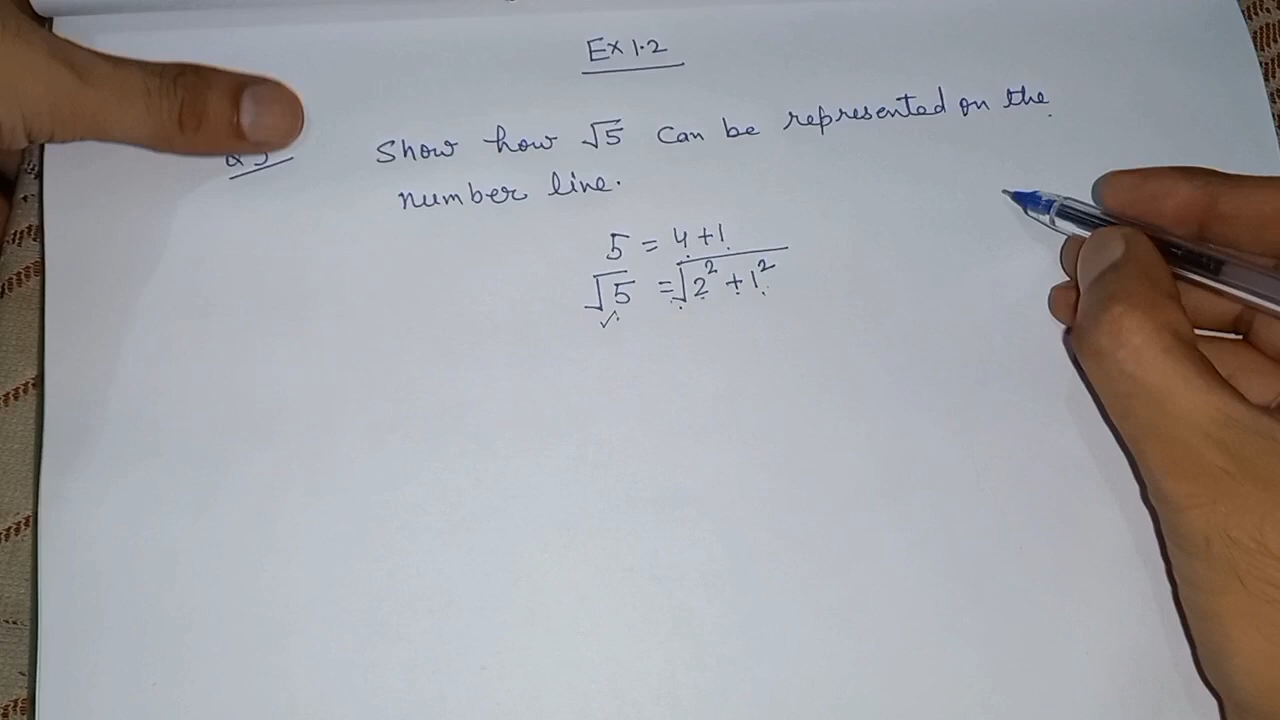 Ex 1.2
Show how √5 can be represented on the
number line.
5 = 4+1
√5 = √2² + 1²